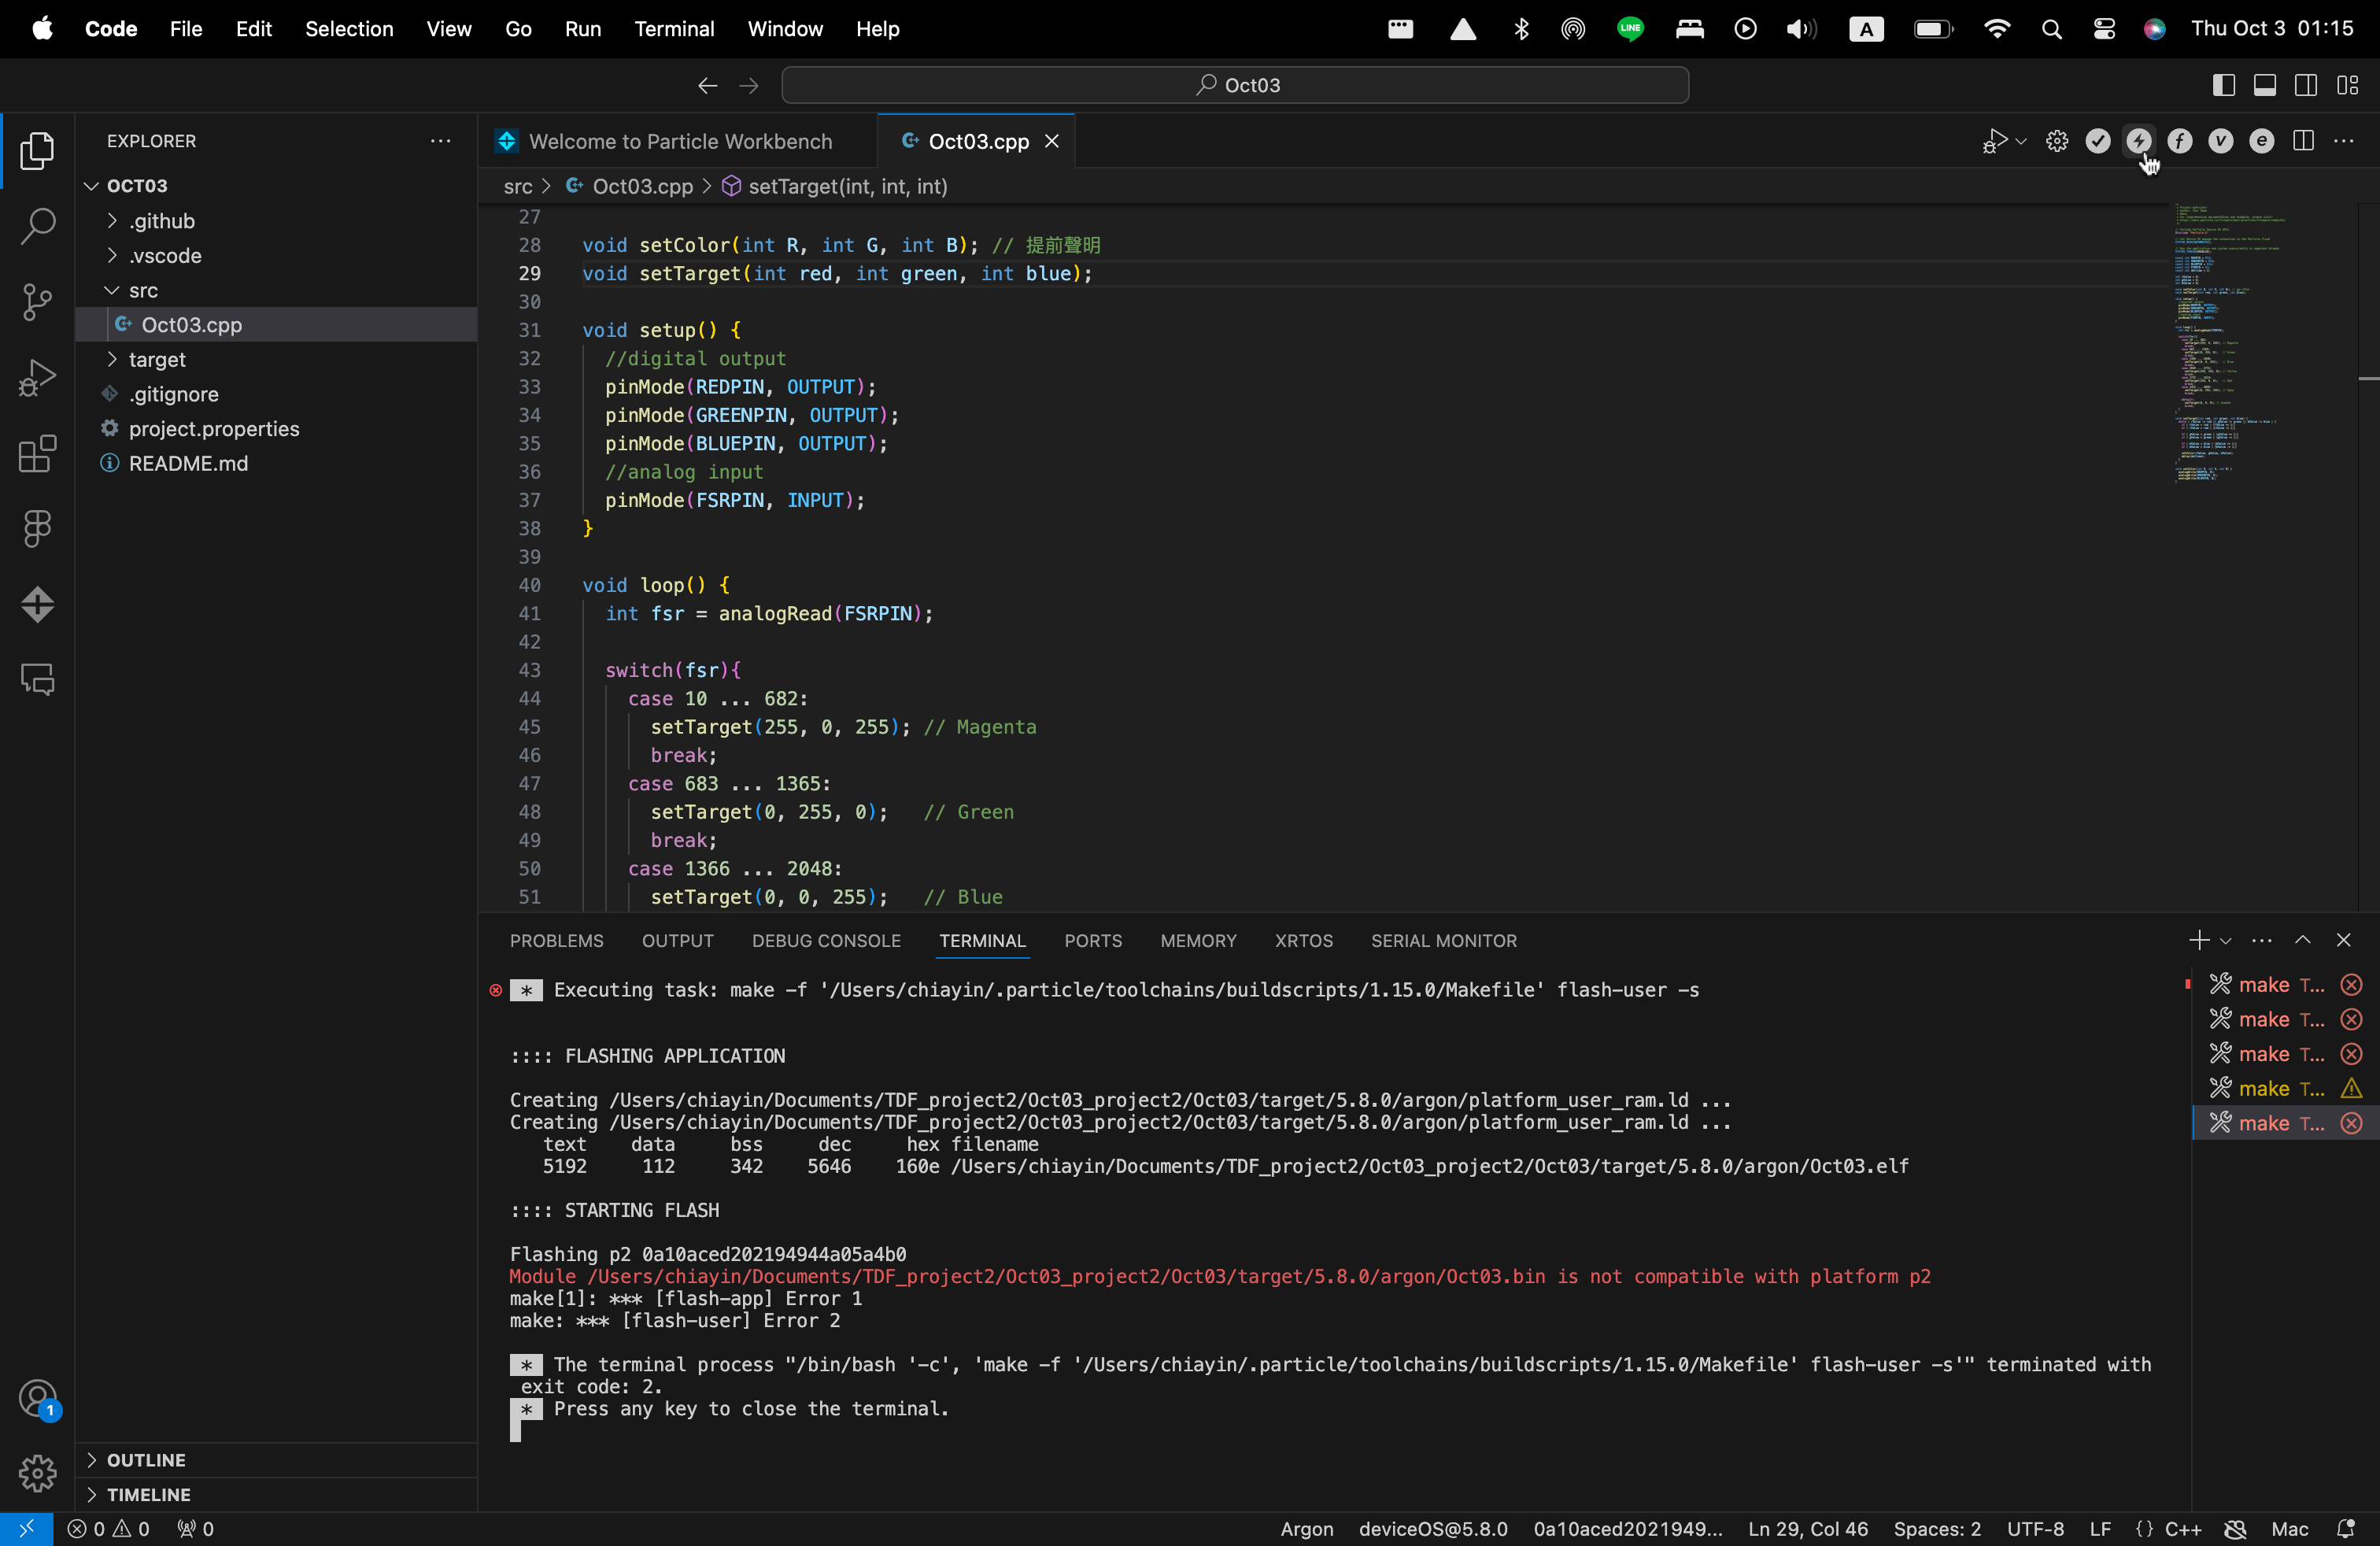 Code File Edit Selection View Go Run Terminal Window Help LINE A Thu Oct 3 01:15
Oct03
EXPLORER
OCT03
.github
.vscode
src
Oct03.cpp
target
.gitignore
project.properties
README.md
OUTLINE
TIMELINE
1
Welcome to Particle Workbench
Oct03.cpp
f v e
src > Oct03.cpp > setTarget(int, int, int)
27
28 void setColor(int R, int G, int B); // 提前聲明
29 void setTarget(int red, int green, int blue);
30
31 void setup() {
32 //digital output
33 pinMode(REDPIN, OUTPUT);
34 pinMode(GREENPIN, OUTPUT);
35 pinMode(BLUEPIN, OUTPUT);
36 //analog input
37 pinMode(FSRPIN, INPUT);
38 }
39
40 void loop() {
41 int fsr = analogRead(FSRPIN);
42
43 switch(fsr){
44 case 10 ... 682:
45 setTarget(255, 0, 255); // Magenta
46 break;
47 case 683 ... 1365:
48 setTarget(0, 255, 0); // Green
49 break;
50 case 1366 ... 2048:
51 setTarget(0, 0, 255); // Blue
PROBLEMS OUTPUT DEBUG CONSOLE TERMINAL PORTS MEMORY XRTOS SERIAL MONITOR
* Executing task: make -f '/Users/chiayin/.particle/toolchains/buildscripts/1.15.0/Makefile' flash-user -s
:::: FLASHING APPLICATION
Creating /Users/chiayin/Documents/TDF_project2/Oct03_project2/Oct03/target/5.8.0/argon/platform_user_ram.ld ...
Creating /Users/chiayin/Documents/TDF_project2/Oct03_project2/Oct03/target/5.8.0/argon/platform_user_ram.ld ...
text data bss dec hex filename
5192 112 342 5646 160e /Users/chiayin/Documents/TDF_project2/Oct03_project2/Oct03/target/5.8.0/argon/Oct03.elf
:::: STARTING FLASH
Flashing p2 0a10aced202194944a05a4b0
Module /Users/chiayin/Documents/TDF_project2/Oct03_project2/Oct03/target/5.8.0/argon/Oct03.bin is not compatible with platform p2
make[1]: *** [flash-app] Error 1
make: *** [flash-user] Error 2
* The terminal process "/bin/bash '-c', 'make -f '/Users/chiayin/.particle/toolchains/buildscripts/1.15.0/Makefile' flash-user -s'" terminated with
exit code: 2.
* Press any key to close the terminal.
make T...
make T...
make T...
make T...
make T...
0 0 0 Argon deviceOS@5.8.0 0a10aced2021949... Ln 29, Col 46 Spaces: 2 UTF-8 LF {} C++ Mac